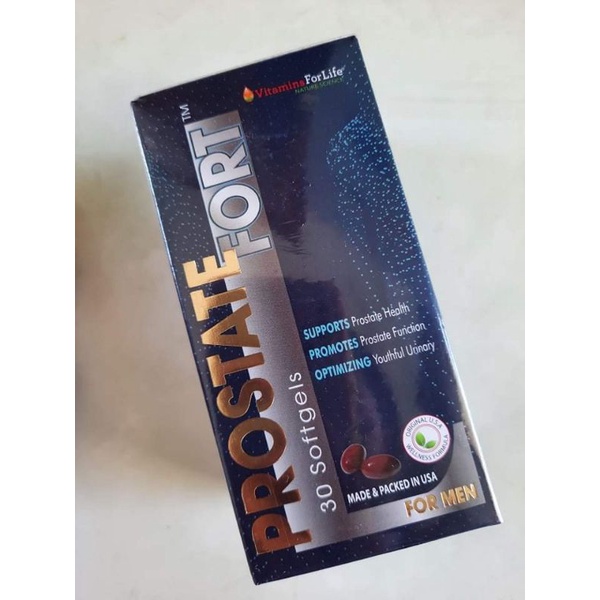 VitaminsForLife
NATURE SCIENCE
PROSTATE
FORT™
30 Softgels
SUPPORTS Prostate Health
PROMOTES Prostate Function
OPTIMIZING Youthful Urinary
ORIGINAL U.S.A
WELLNESS FORMULA
MADE & PACKED IN USA
FOR MEN